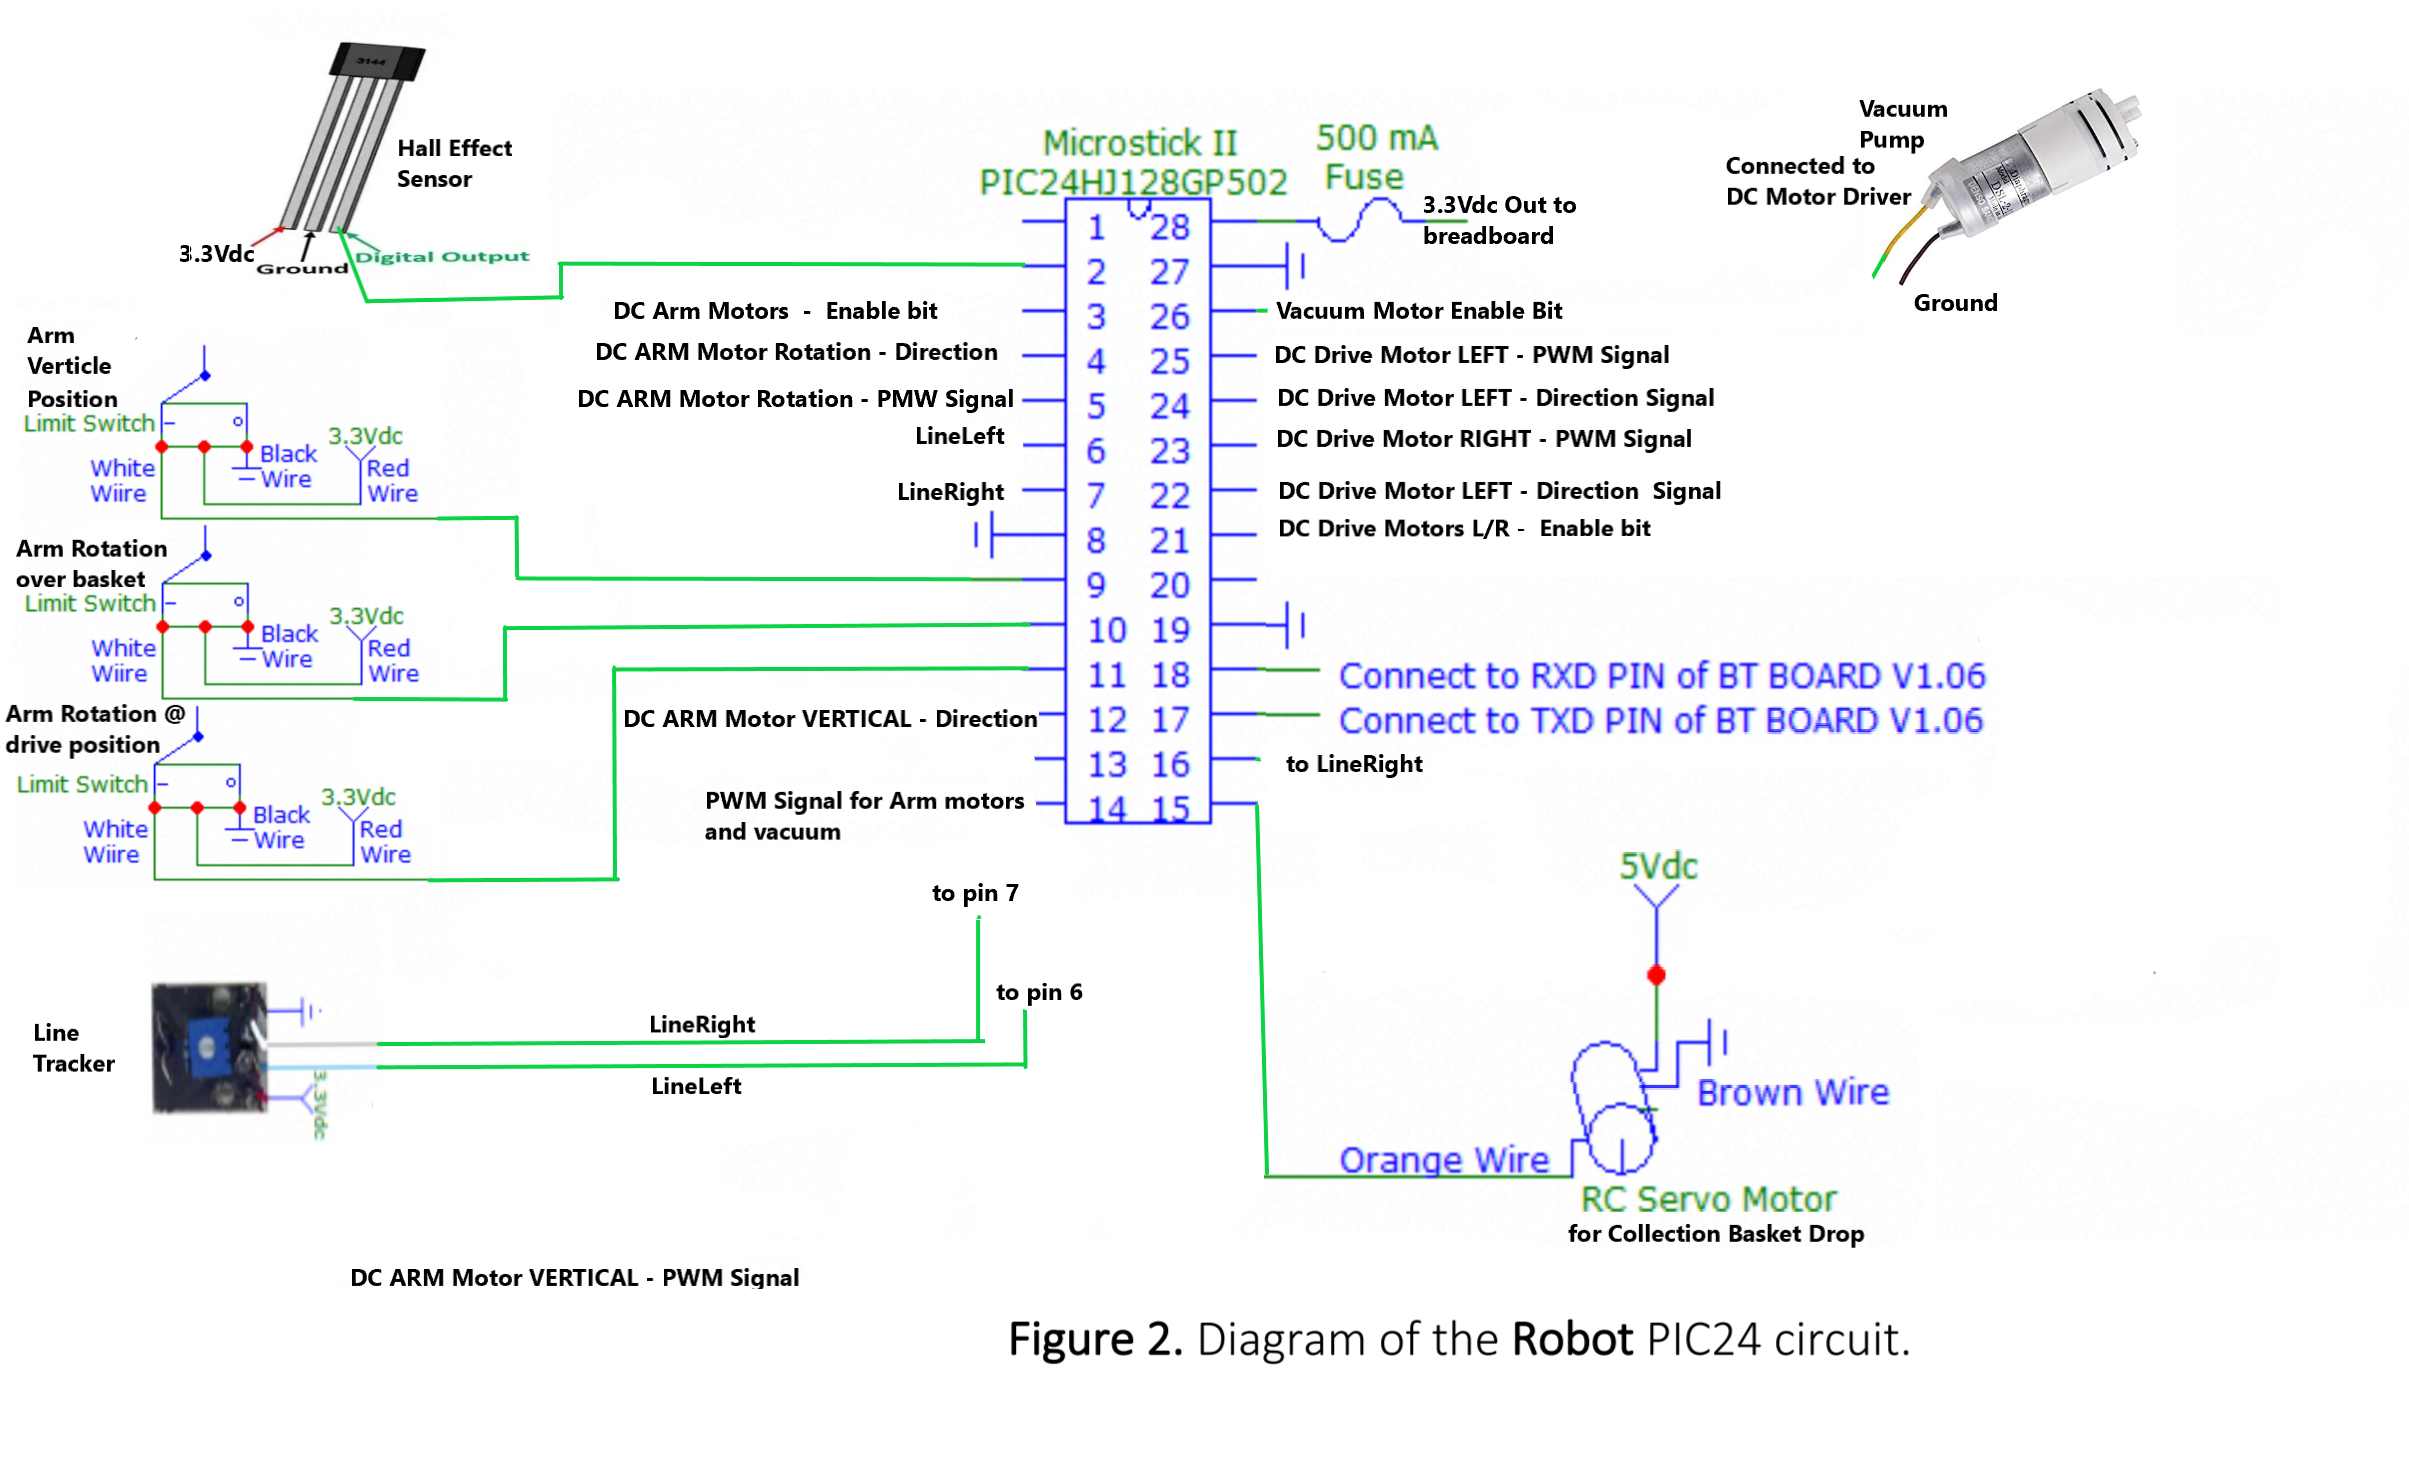 3144
Hall Effect
Sensor
3.3Vdc
Ground
Digital Output
Microstick II
PIC24HJ128GP502
500 mA
Fuse
3.3Vdc Out to
breadboard
Vacuum
Pump
Connected to
DC Motor Driver
Ground
1 28
2 27
3 26
4 25
5 24
6 23
7 22
8 21
9 20
10 19
11 18
12 17
13 16
14 15
DC Arm Motors - Enable bit
DC ARM Motor Rotation - Direction
DC ARM Motor Rotation - PMW Signal
LineLeft
LineRight
DC ARM Motor VERTICAL - Direction
PWM Signal for Arm motors
and vacuum
Vacuum Motor Enable Bit
DC Drive Motor LEFT - PWM Signal
DC Drive Motor LEFT - Direction Signal
DC Drive Motor RIGHT - PWM Signal
DC Drive Motor LEFT - Direction Signal
DC Drive Motors L/R - Enable bit
Connect to RXD PIN of BT BOARD V1.06
Connect to TXD PIN of BT BOARD V1.06
to LineRight
Arm
Verticle
Position
Limit Switch
White
Wiire
Black
Wire
3.3Vdc
Red
Wire
Arm Rotation
over basket
Limit Switch
White
Wiire
Black
Wire
3.3Vdc
Red
Wire
Arm Rotation @
drive position
Limit Switch
White
Wiire
Black
Wire
3.3Vdc
Red
Wire
to pin 7
to pin 6
Line
Tracker
LineRight
LineLeft
3.3Vdc
5Vdc
Brown Wire
Orange Wire
RC Servo Motor
for Collection Basket Drop
DC ARM Motor VERTICAL - PWM Signal
Figure 2. Diagram of the Robot PIC24 circuit.